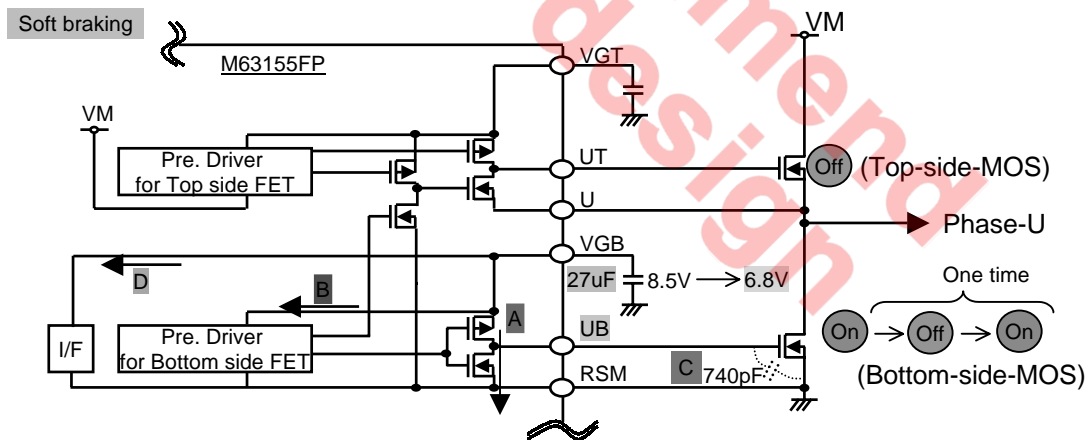 Soft braking
M63155FP
VGT
VM
VM
Pre. Driver
for Top side FET
UT
Off
(Top-side-MOS)
U
Phase-U
VGB
27uF
8.5V
6.8V
D
B
A
One time
I/F
Pre. Driver
for Bottom side FET
UB
On
Off
On
C
740pF
(Bottom-side-MOS)
RSM
mend
design